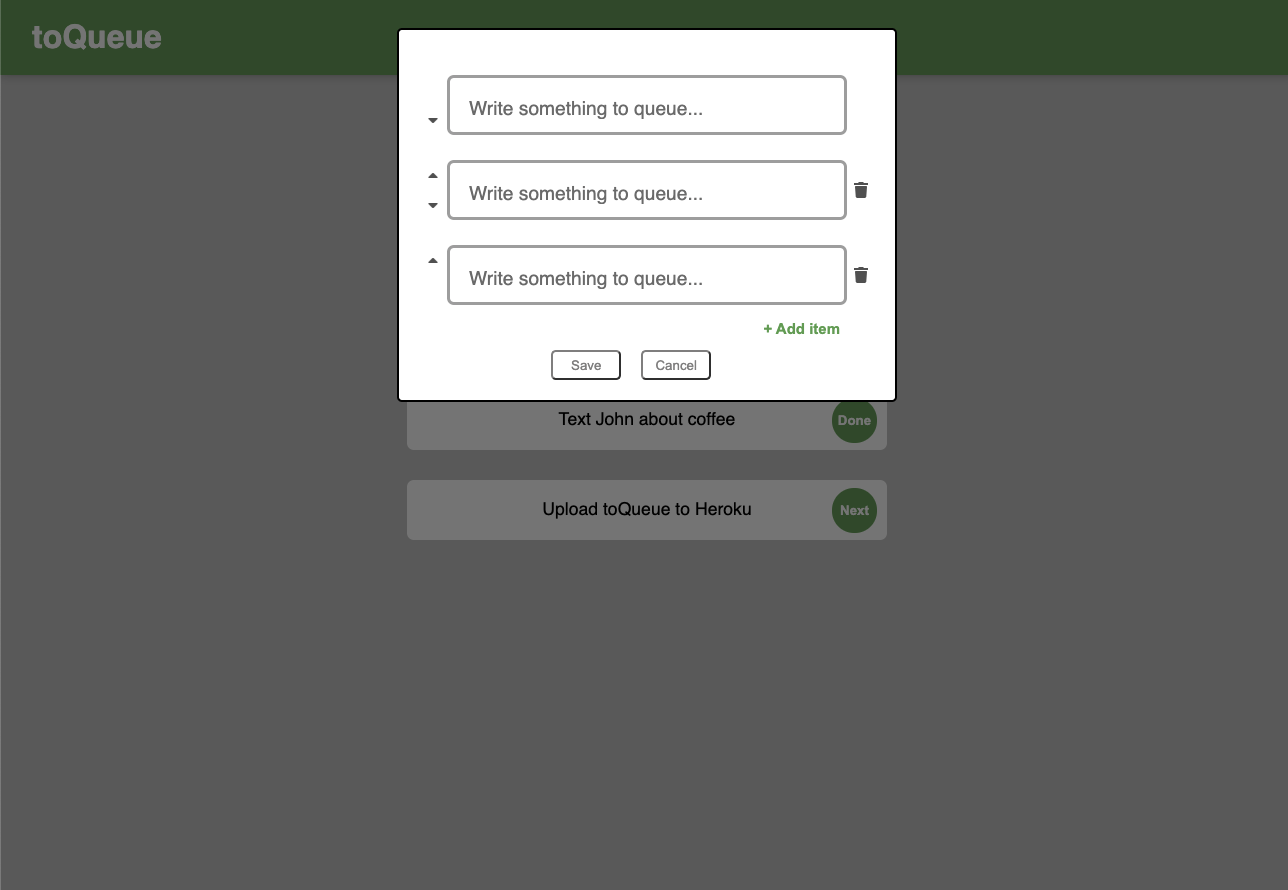 toQueue
Write something to queue...
Write something to queue...
Write something to queue...
+ Add item
Save Cancel
Text John about coffee Done
Upload toQueue to Heroku Next